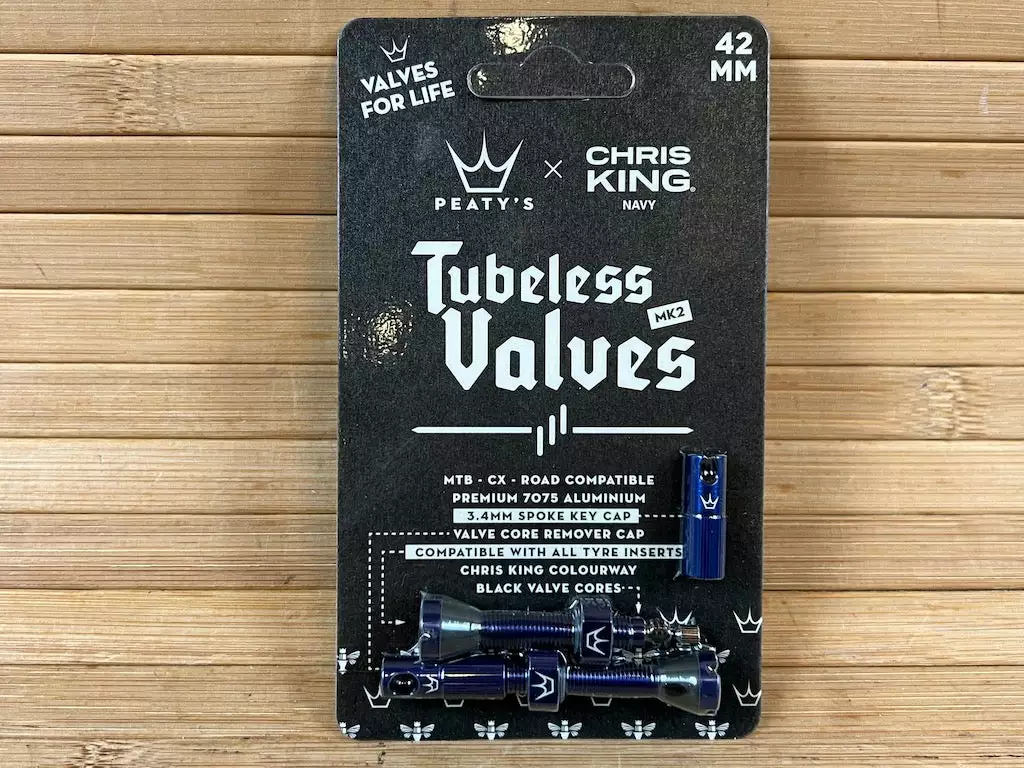 VALVES
FOR LIFE
42
MM
PEATY'S
×
CHRIS
KING®
NAVY
Tubeless
MK2
Valves
MTB - CX - ROAD COMPATIBLE
PREMIUM 7075 ALUMINIUM
3.4MM SPOKE KEY CAP
VALVE CORE REMOVER CAP
COMPATIBLE WITH ALL TYRE INSERTS
CHRIS KING COLOURWAY
BLACK VALVE CORES